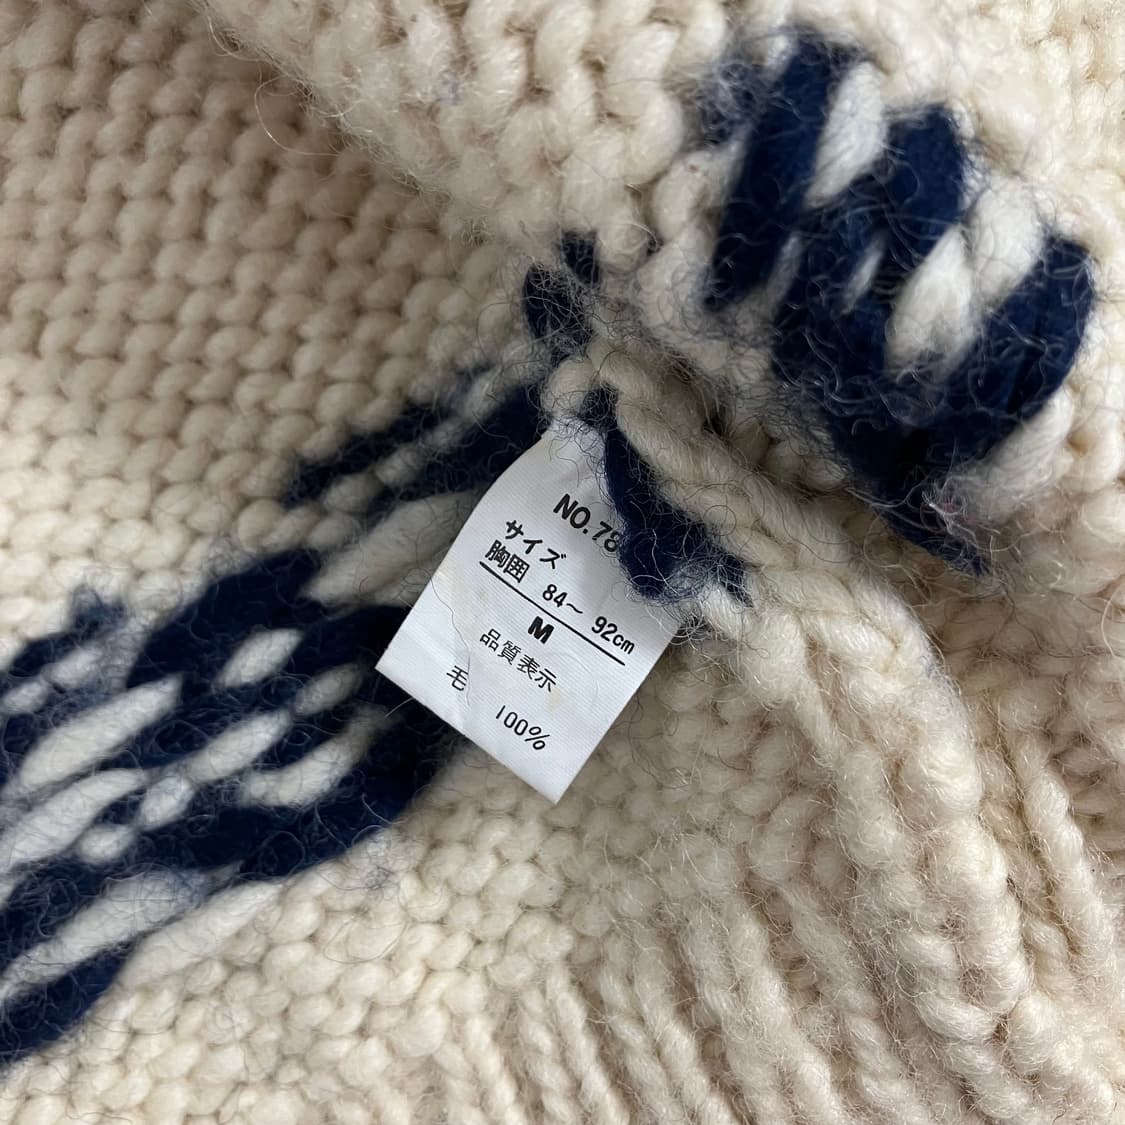 NO.78
サイズ
胸囲 84～92cm
M
品質表示
毛 100%